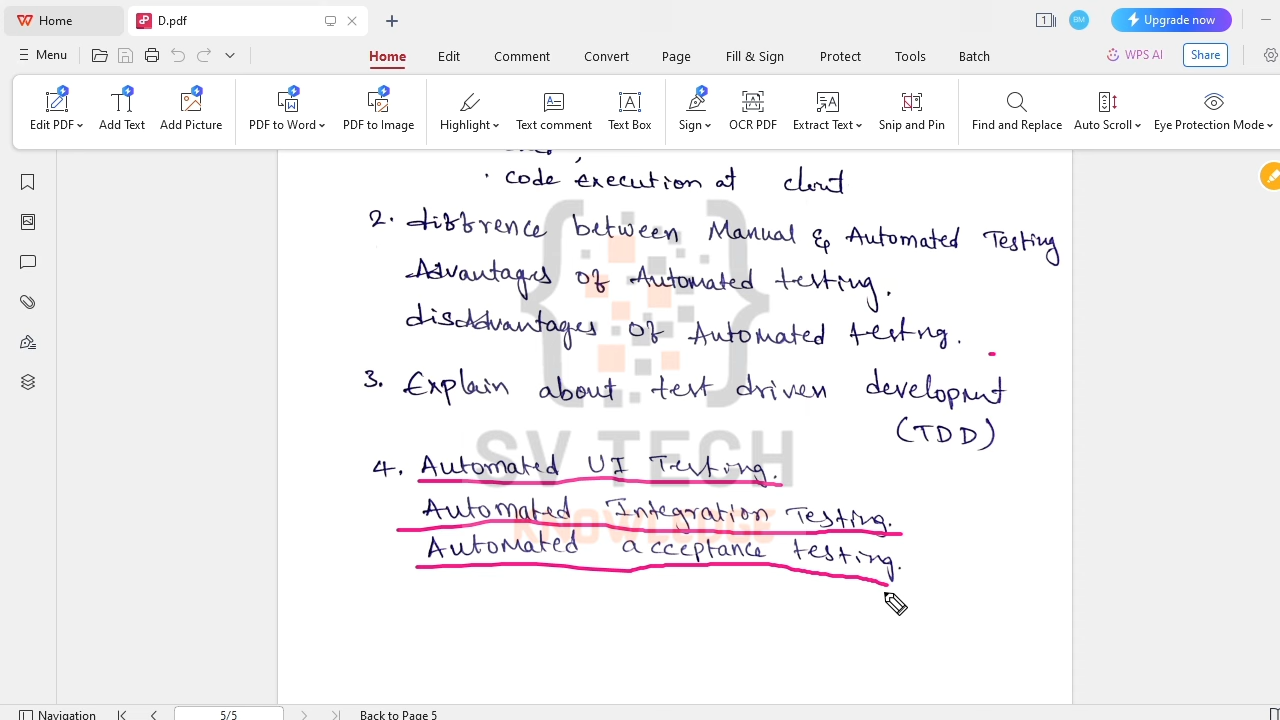 Home
D.pdf
1
BM
Upgrade now
Menu
Home
Edit
Comment
Convert
Page
Fill & Sign
Protect
Tools
Batch
WPS AI
Share
Edit PDF
Add Text
Add Picture
PDF to Word
PDF to Image
Highlight
Text comment
Text Box
Sign
OCR PDF
Extract Text
Snip and Pin
Find and Replace
Auto Scroll
Eye Protection Mode
· code execution at client
2. difference between Manual & Automated Testing
Advantages of Automated testing.
disAdvantages of Automated testing.
3. Explain about test driven development
(TDD)
SV TECH
4. Automated UI Testing.
Automated Integration Testing.
KNOWLEDGE
Automated acceptance testing.
Navigation
5/5
Back to Page 5